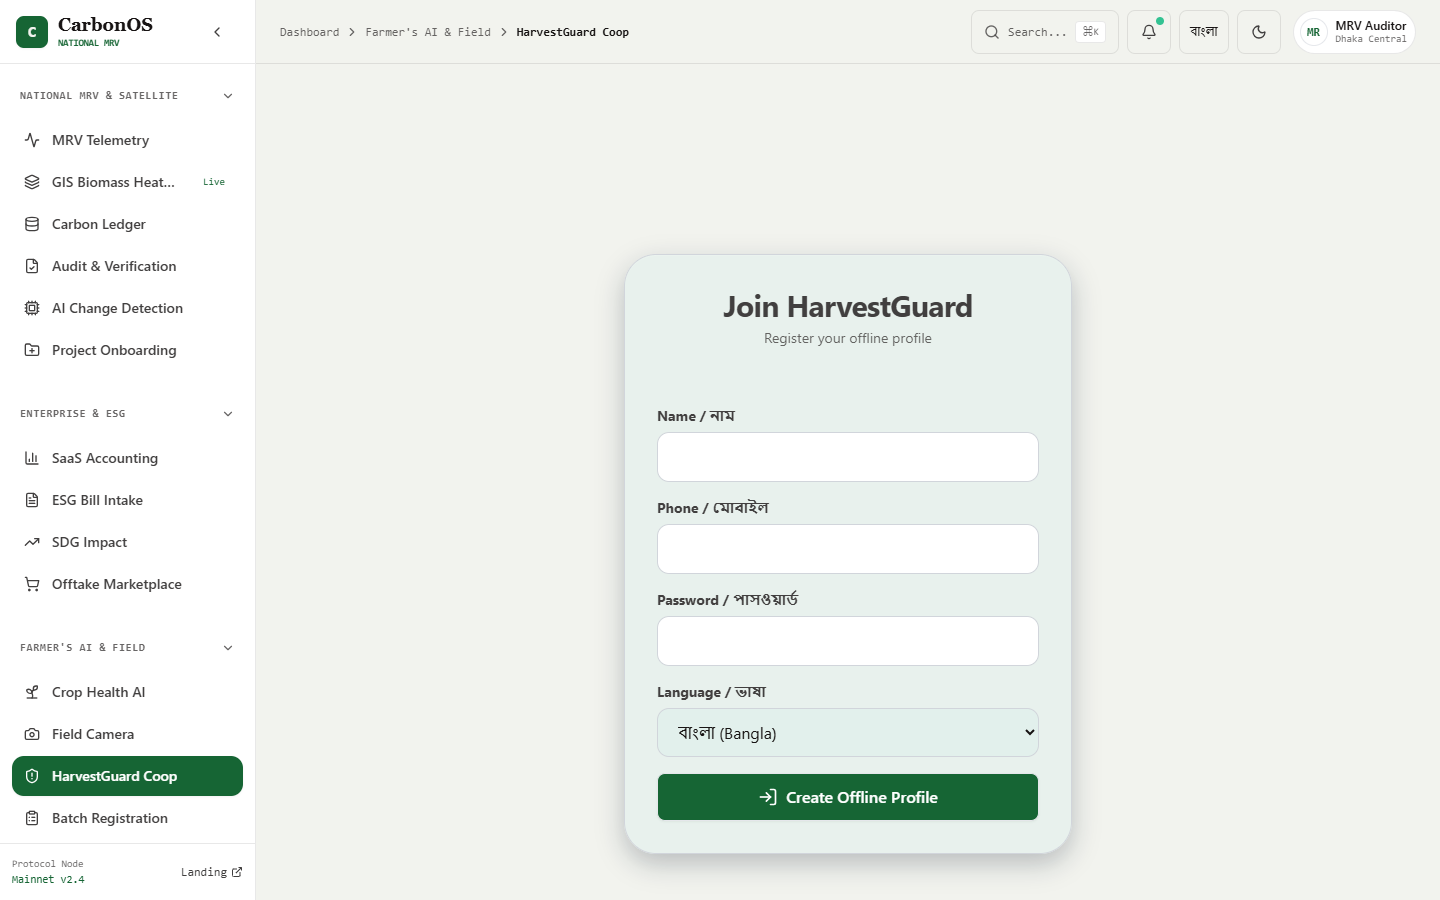 C
CarbonOS
NATIONAL MRV
Dashboard > Farmer's AI & Field > HarvestGuard Coop
Search... ⌘K
বাংলা
MR
MRV Auditor
Dhaka Central
NATIONAL MRV & SATELLITE
MRV Telemetry
GIS Biomass Heat... Live
Carbon Ledger
Audit & Verification
AI Change Detection
Project Onboarding
ENTERPRISE & ESG
SaaS Accounting
ESG Bill Intake
SDG Impact
Offtake Marketplace
FARMER'S AI & FIELD
Crop Health AI
Field Camera
HarvestGuard Coop
Batch Registration
Protocol Node
Mainnet v2.4
Landing
Join HarvestGuard
Register your offline profile
Name / নাম
Phone / মোবাইল
Password / পাসওয়ার্ড
Language / ভাষা
বাংলা (Bangla)
Create Offline Profile